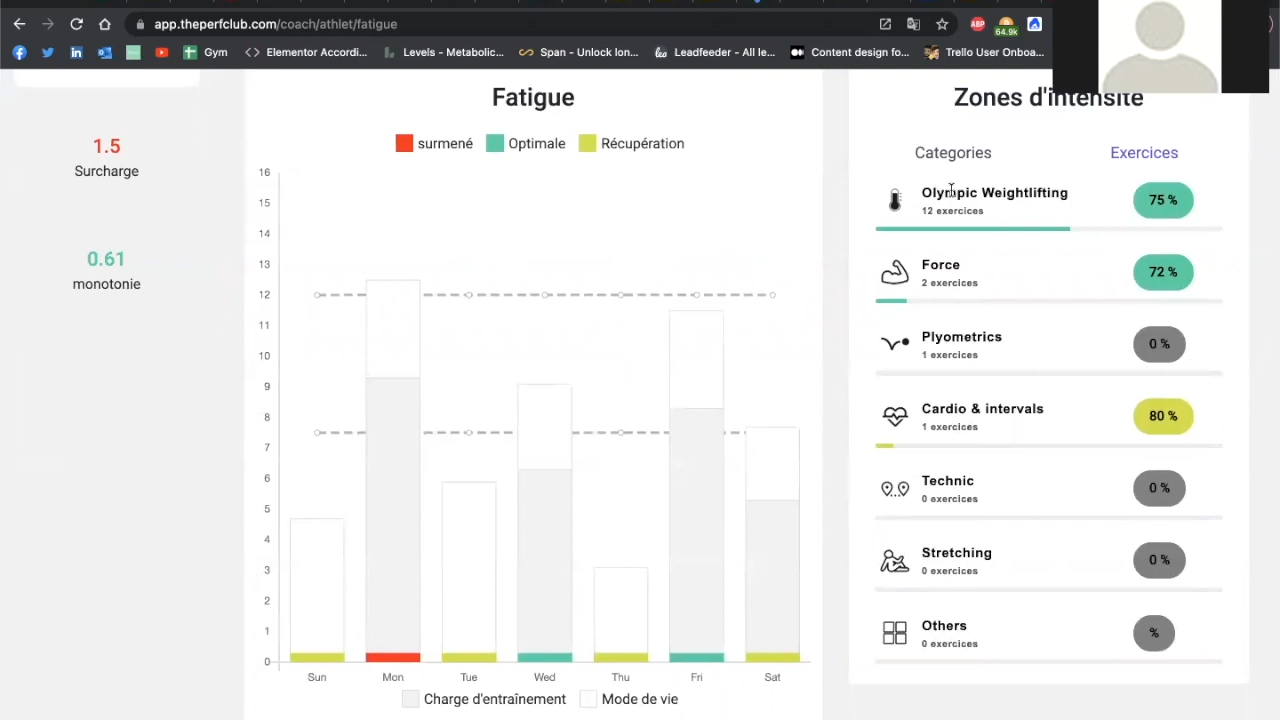 app.theperfclub.com/coach/athlet/fatigue
ABP
64.9k
Gym
Elementor Accordi...
Levels - Metabolic...
Span - Unlock lon...
Leadfeeder - All le...
Content design fo...
Trello User Onboa...
1.5
Surcharge
0.61
monotonie
Fatigue
surmené Optimale Récupération
16
15
14
13
12
11
10
9
8
7
6
5
4
3
2
1
0
Sun Mon Tue Wed Thu Fri Sat
Charge d'entraînement Mode de vie
Zones d'intensité
Categories Exercices
Olympic Weightlifting
12 exercices
75 %
Force
2 exercices
72 %
Plyometrics
1 exercices
0 %
Cardio & intervals
1 exercices
80 %
Technic
0 exercices
0 %
Stretching
0 exercices
0 %
Others
0 exercices
%